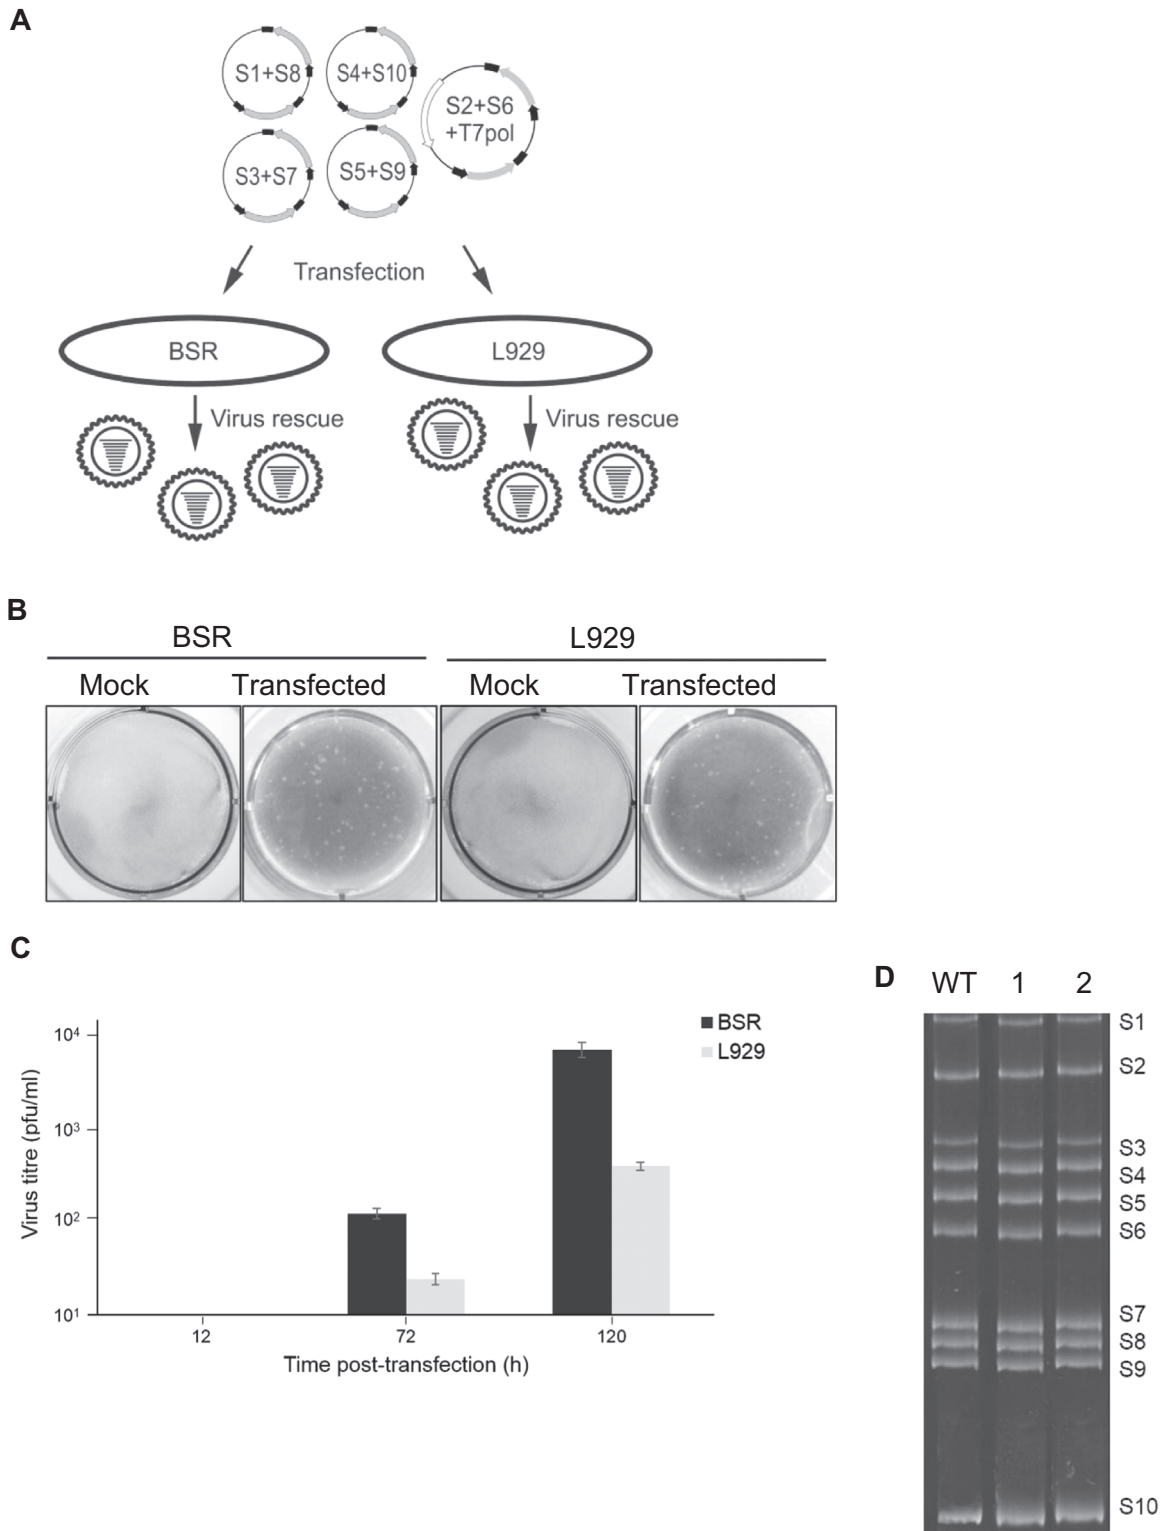 A
S1+S8
S4+S10
S2+S6
+T7pol
S3+S7
S5+S9
Transfection
BSR
L929
Virus rescue
Virus rescue
B
BSR
L929
Mock
Transfected
Mock
Transfected
C
BSR
L929
Virus titre (pfu/ml)
10⁴
10³
10²
10¹
12
72
120
Time post-transfection (h)
D
WT
1
2
S1
S2
S3
S4
S5
S6
S7
S8
S9
S10